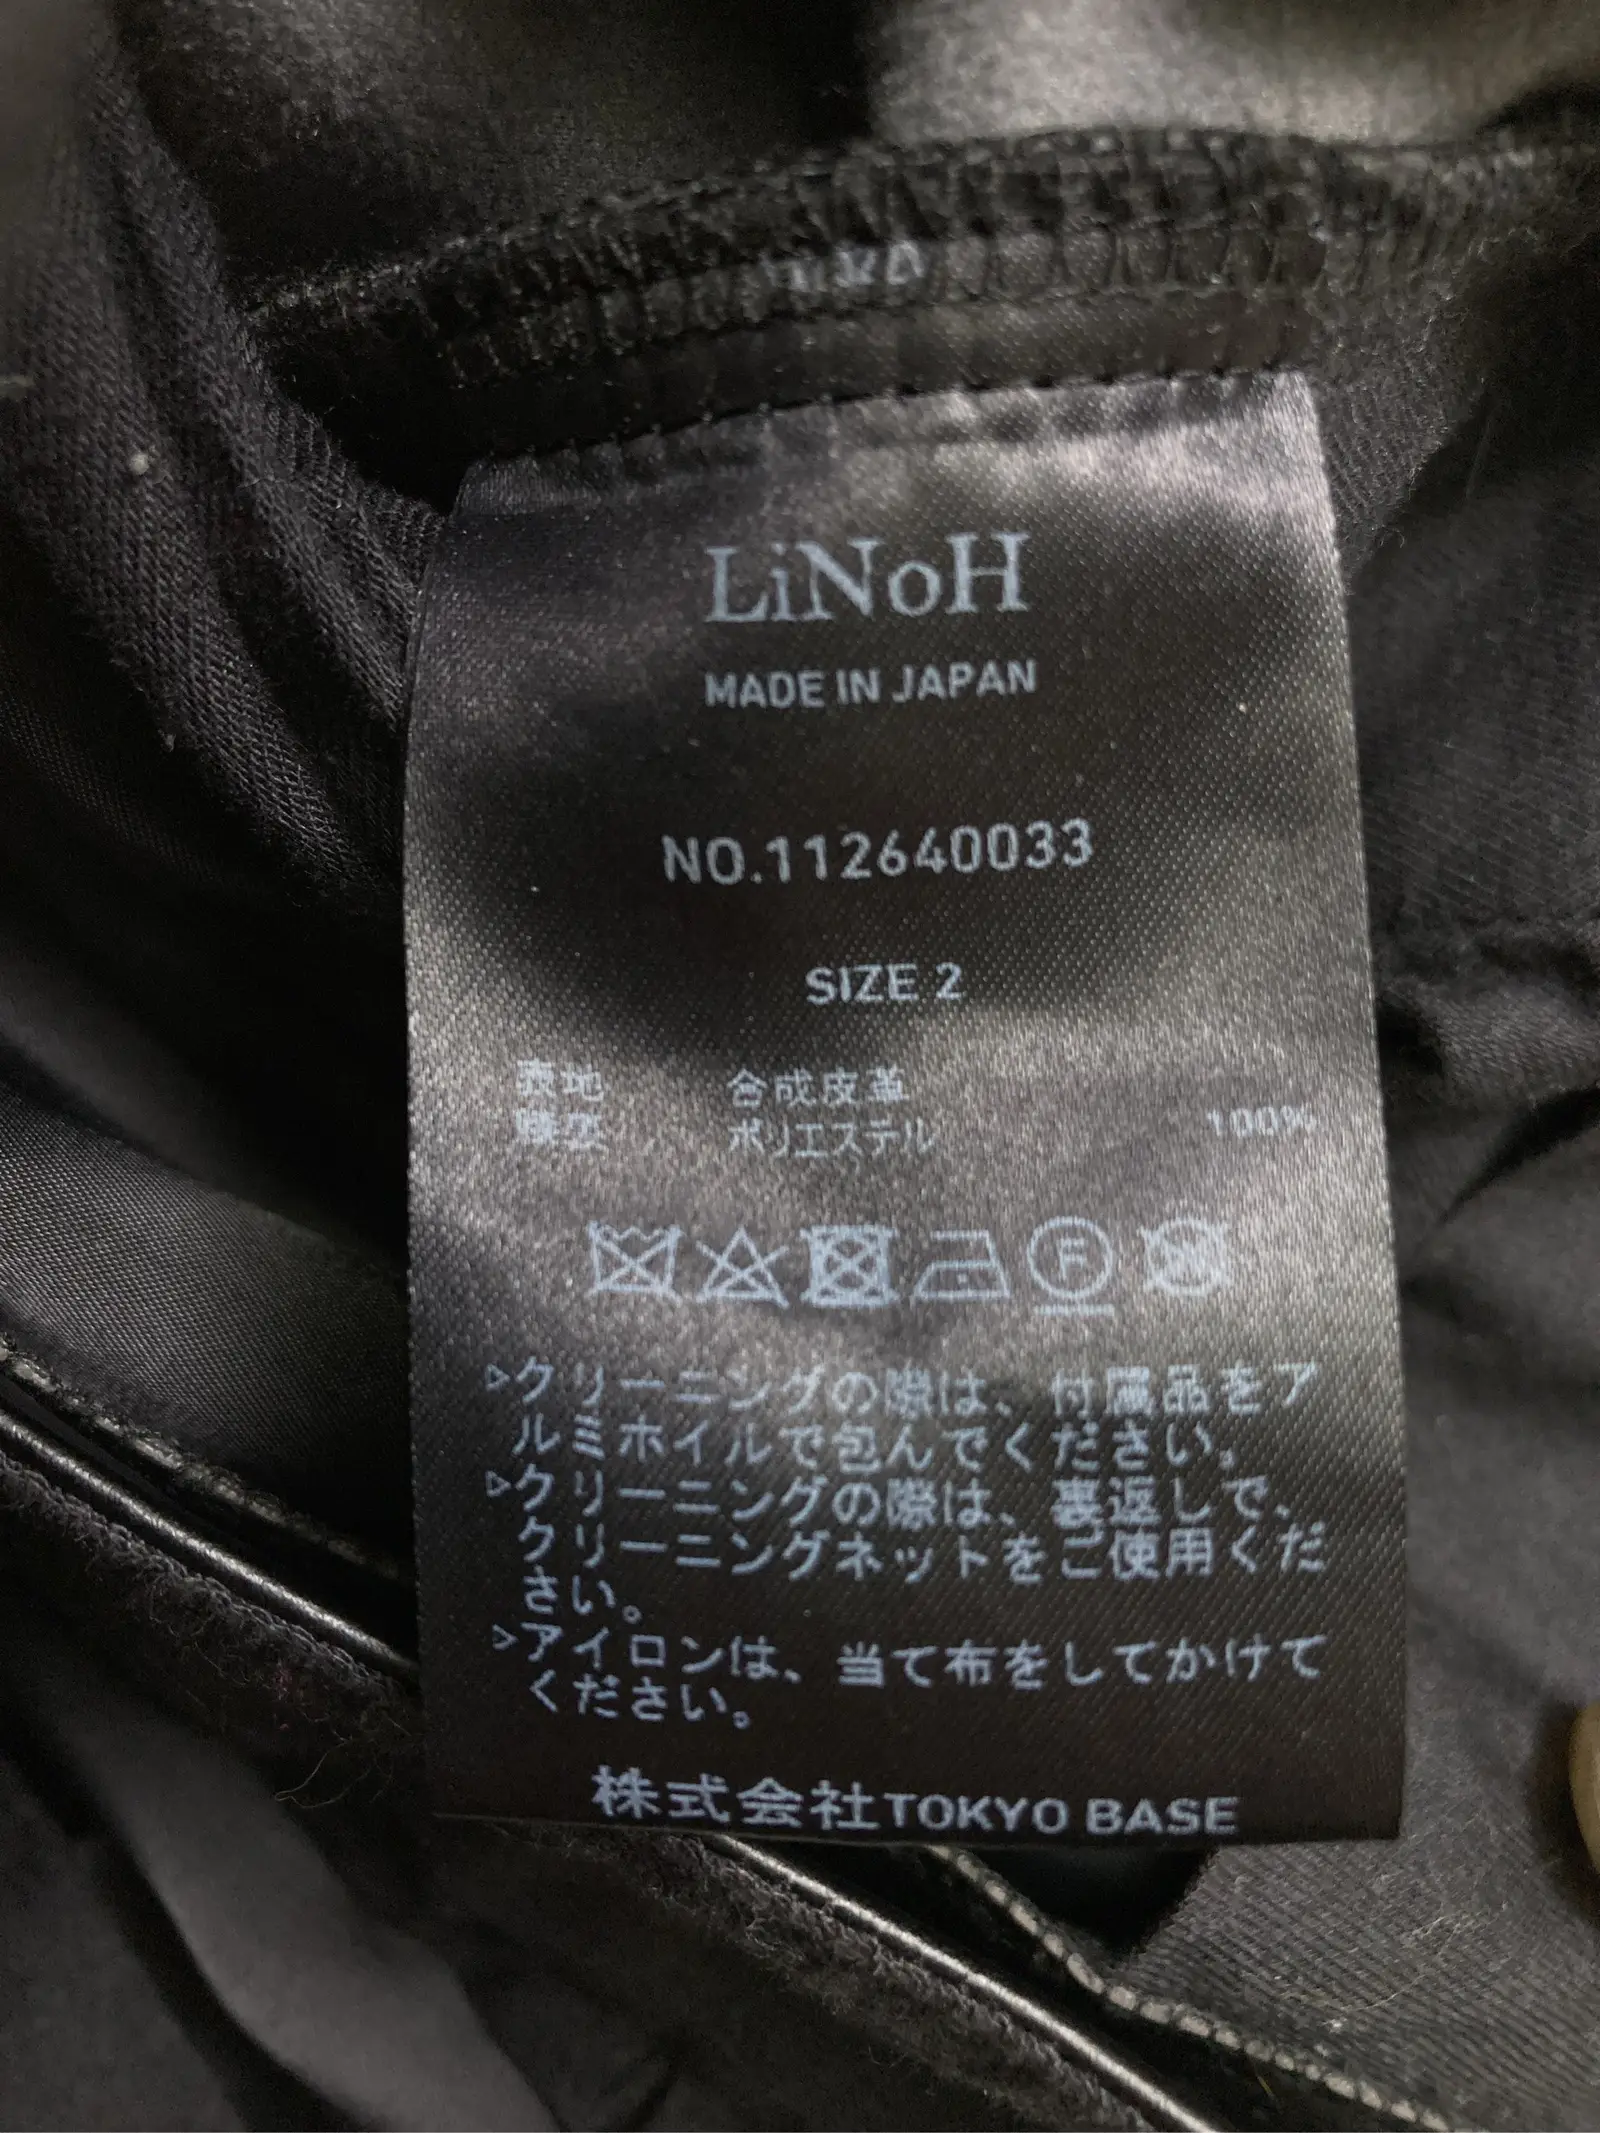 LiNoH
MADE IN JAPAN
NO.112640033
SIZE 2
表地 合成皮革
ポリエステル 100%
F
▷クリーニングの際は、付属品をア
ルミホイルで包んでください。
▷クリーニングの際は、裏返しで、
クリーニングネットをご使用くだ
さい。
▷アイロンは、当て布をしてかけて
ください。
株式会社TOKYO BASE